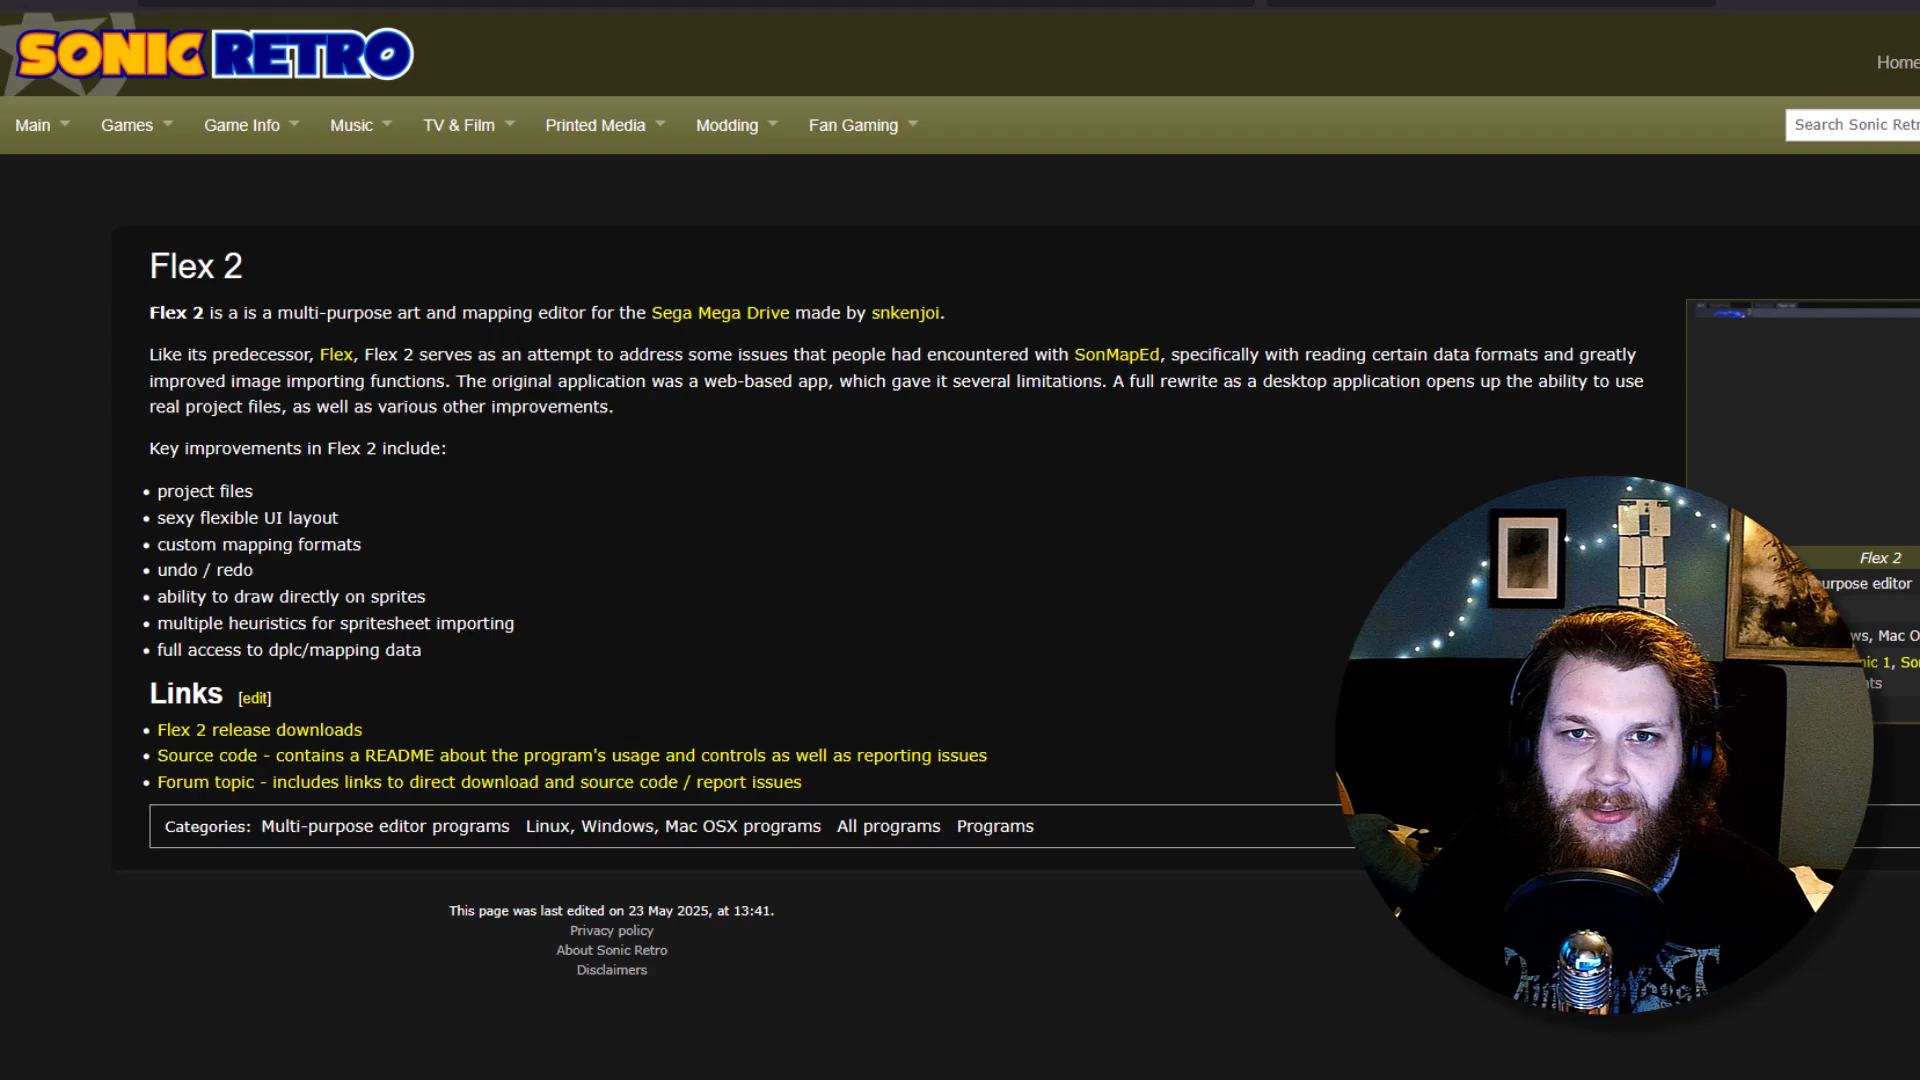 SONIC RETRO
Home
Main Games Game Info Music TV & Film Printed Media Modding Fan Gaming
Search Sonic Retr
Flex 2
Flex 2 is a is a multi-purpose art and mapping editor for the Sega Mega Drive made by snkenjoi.
Like its predecessor, Flex, Flex 2 serves as an attempt to address some issues that people had encountered with SonMapEd, specifically with reading certain data formats and greatly
improved image importing functions. The original application was a web-based app, which gave it several limitations. A full rewrite as a desktop application opens up the ability to use
real project files, as well as various other improvements.
Key improvements in Flex 2 include:
project files
sexy flexible UI layout
custom mapping formats
undo / redo
ability to draw directly on sprites
multiple heuristics for spritesheet importing
full access to dplc/mapping data
Flex 2
urpose editor
ws, Mac O
nic 1, So
ts
Links [edit]
Flex 2 release downloads
Source code - contains a README about the program's usage and controls as well as reporting issues
Forum topic - includes links to direct download and source code / report issues
Categories: Multi-purpose editor programs Linux, Windows, Mac OSX programs All programs Programs
This page was last edited on 23 May 2025, at 13:41.
Privacy policy
About Sonic Retro
Disclaimers